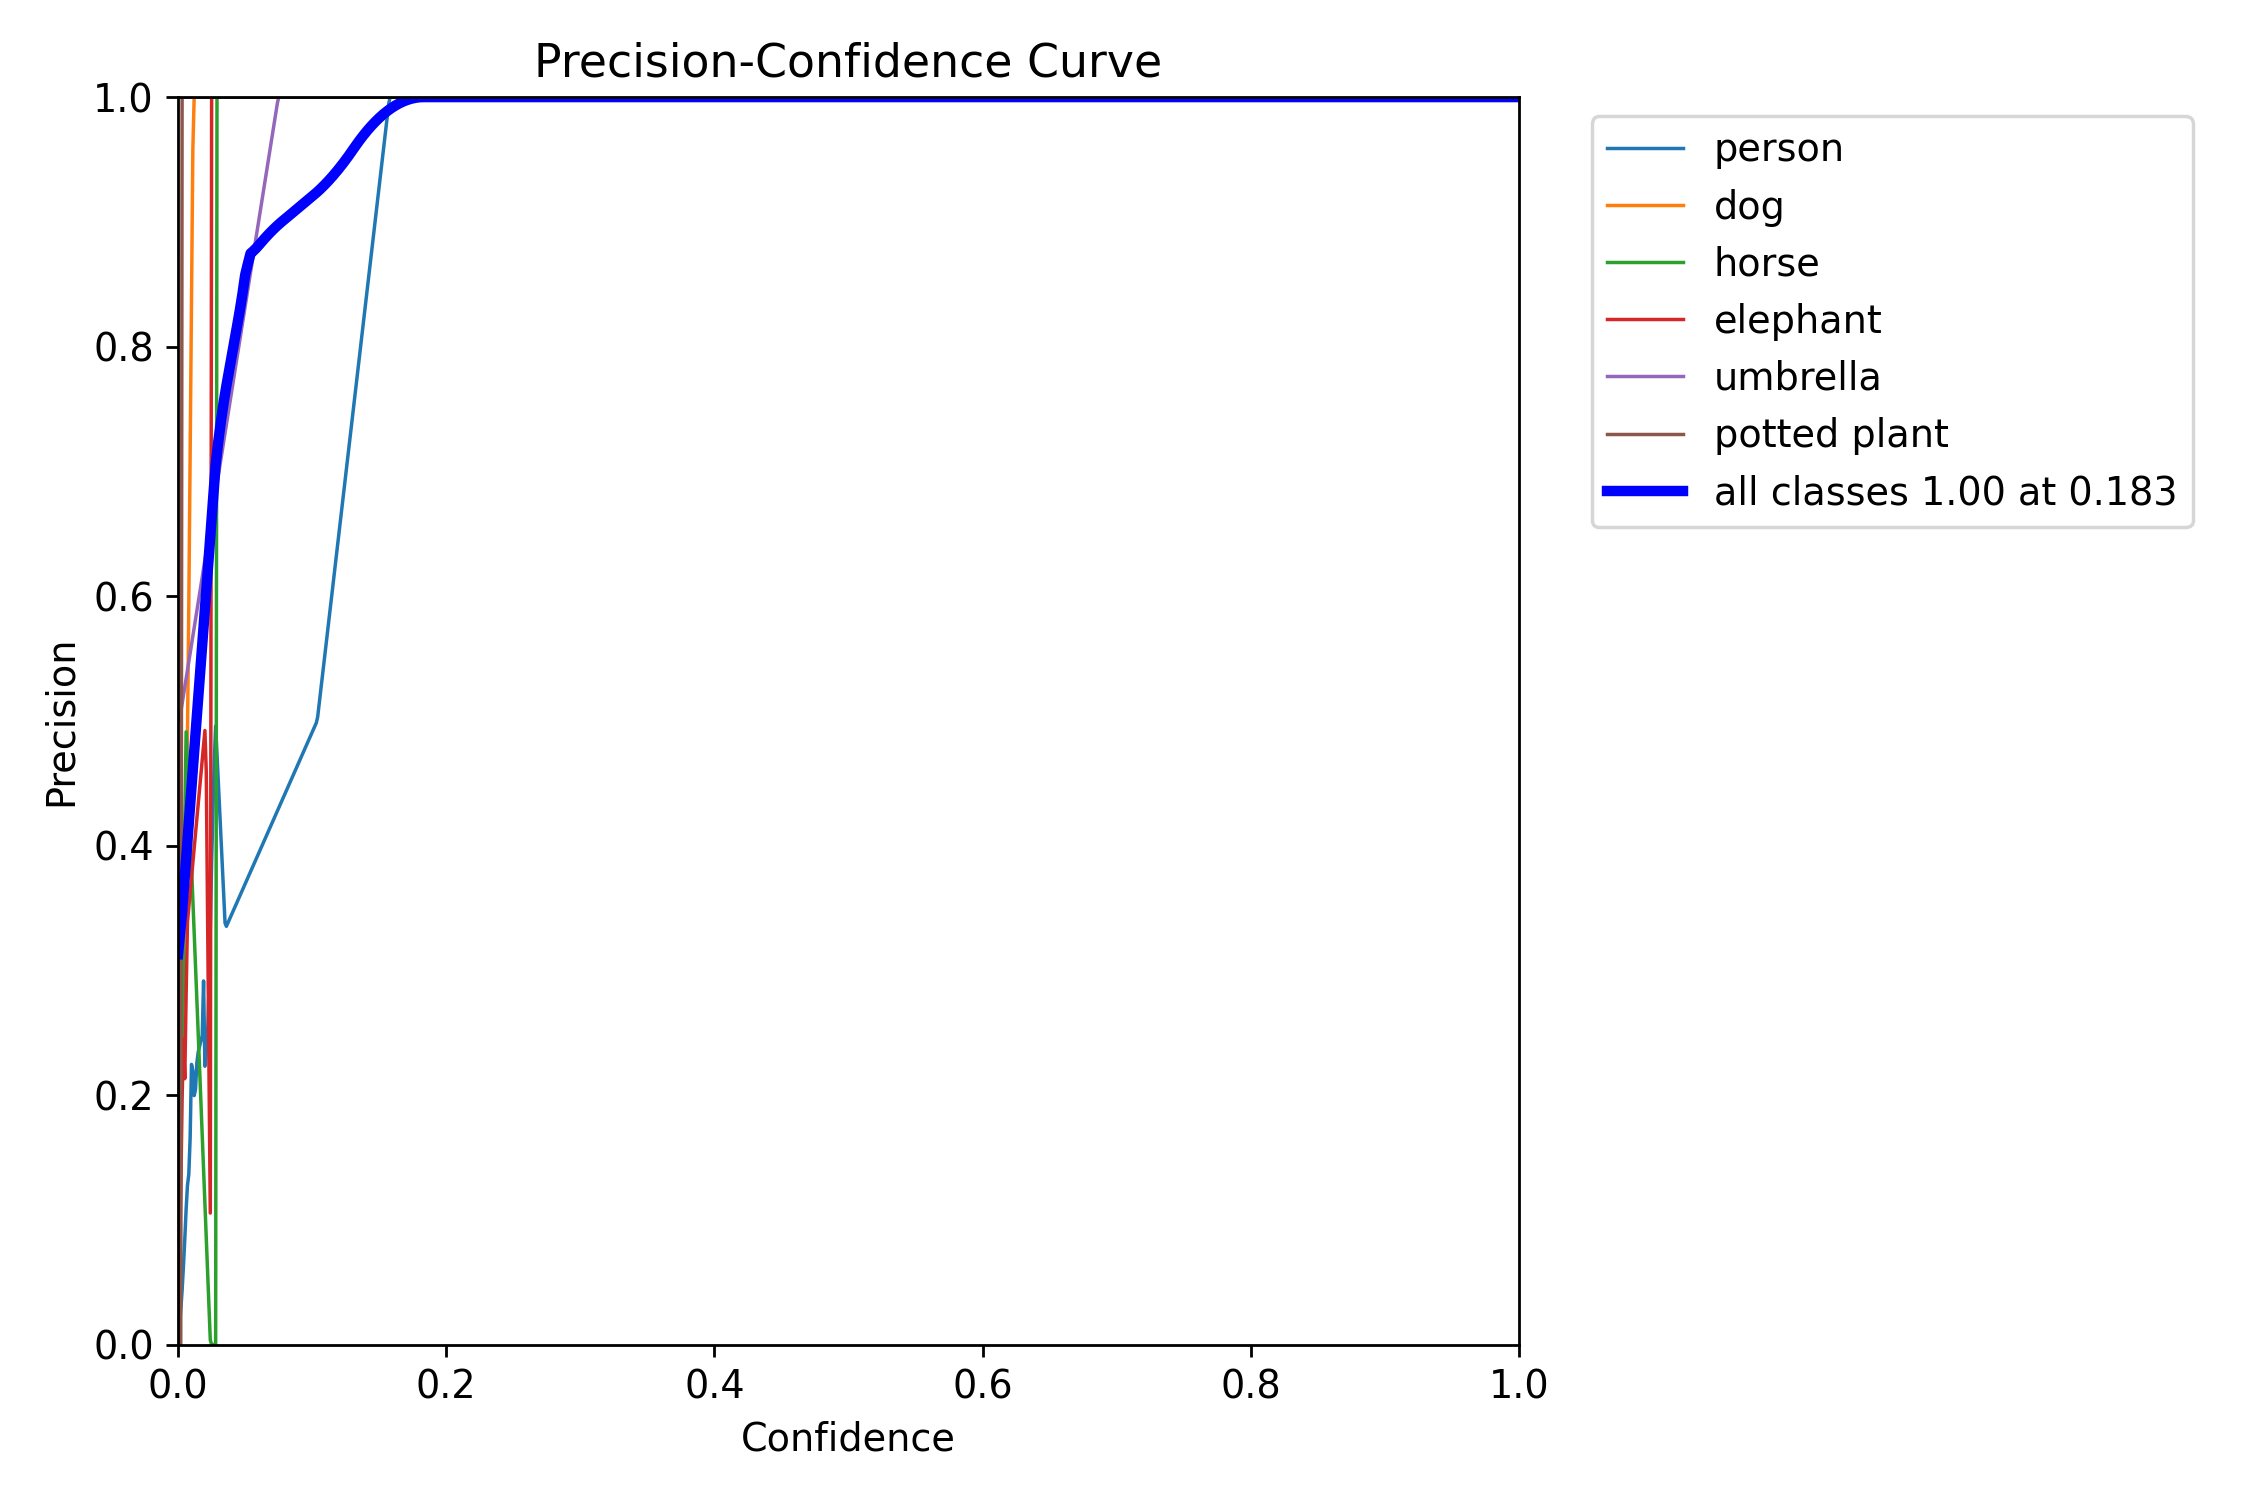 Precision-Confidence Curve
1.0
0.8
0.6
0.4
0.2
0.0
Precision
0.0 0.2 0.4 0.6 0.8 1.0
Confidence
person
dog
horse
elephant
umbrella
potted plant
all classes 1.00 at 0.183